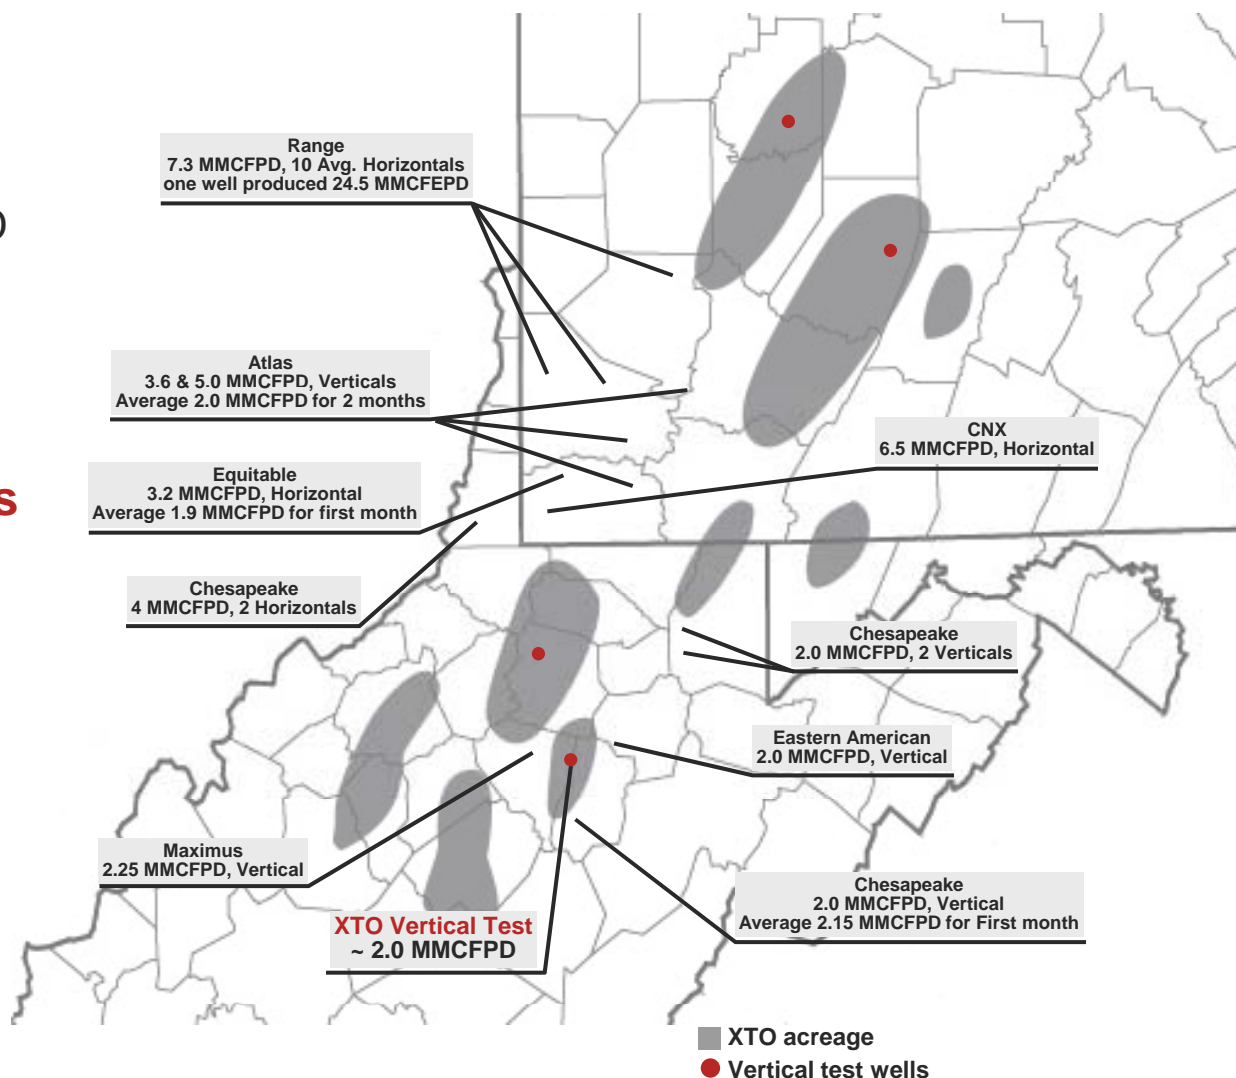 Range
7.3 MMCFPD, 10 Avg. Horizontals
one well produced 24.5 MMCFEPD
Atlas
3.6 & 5.0 MMCFPD, Verticals
Average 2.0 MMCFPD for 2 months
CNX
6.5 MMCFPD, Horizontal
Equitable
3.2 MMCFPD, Horizontal
Average 1.9 MMCFPD for first month
s
Chesapeake
4 MMCFPD, 2 Horizontals
Chesapeake
2.0 MMCFPD, 2 Verticals
Eastern American
2.0 MMCFPD, Vertical
Maximus
2.25 MMCFPD, Vertical
Chesapeake
2.0 MMCFPD, Vertical
Average 2.15 MMCFPD for First month
XTO Vertical Test
~ 2.0 MMCFPD
XTO acreage
Vertical test wells